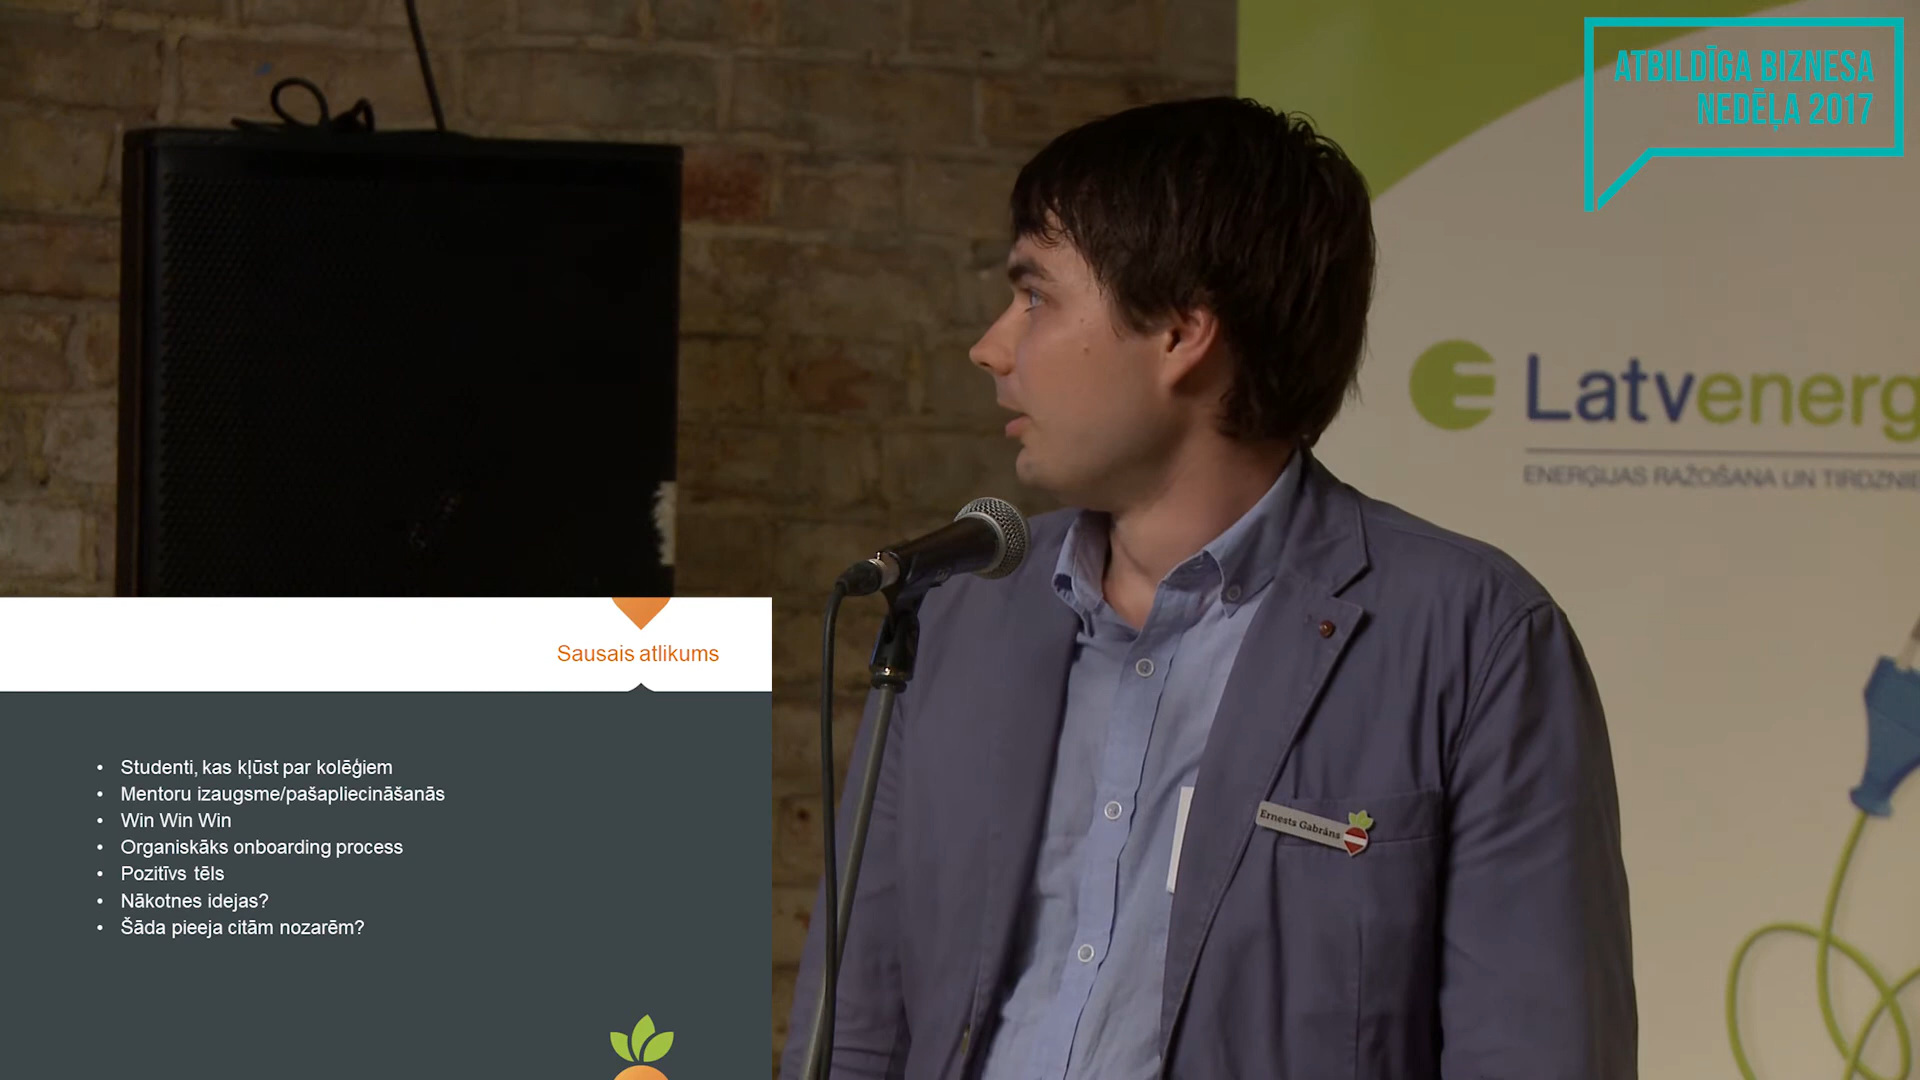 ATBILDĪGA BIZNESA
NEDĒĻA 2017
Latvenerg
ENERĢIJAS RAŽOŠANA UN
Ernests Gabrāns
Sausais atlikums
• Studenti, kas kļūst par kolēģiem
• Mentoru izaugsme/pašapliecināšanās
• Win Win Win
• Organiskāks onboarding process
• Pozitīvs tēls
• Nākotnes idejas?
• Šāda pieeja citām nozarēm?